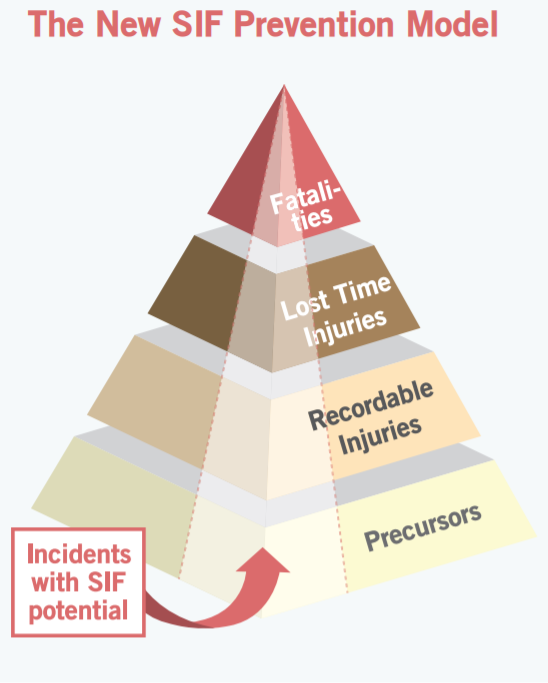 The New SIF Prevention Model
Fatali-
ties
Lost Time
Injuries
Recordable
Injuries
Precursors
Incidents
with SIF
potential